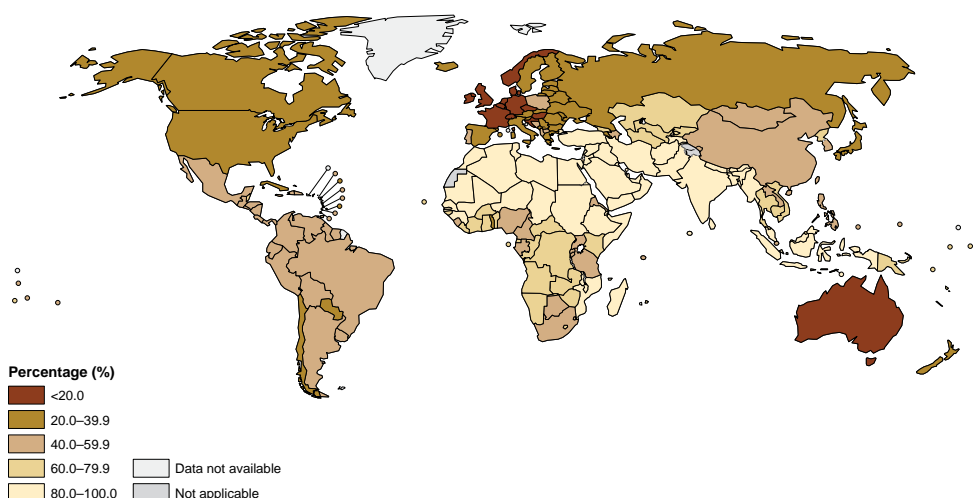 Percentage (%)
<20.0
20.0–39.9
40.0–59.9
60.0–79.9
80.0–100.0
Data not available
Not applicable